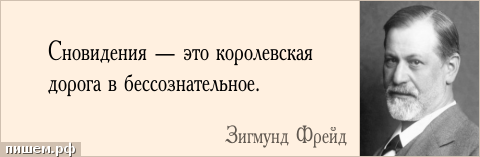 Сновидения — это королевская
дорога в бессознательное.
Зигмунд Фрейд
пишем.рф